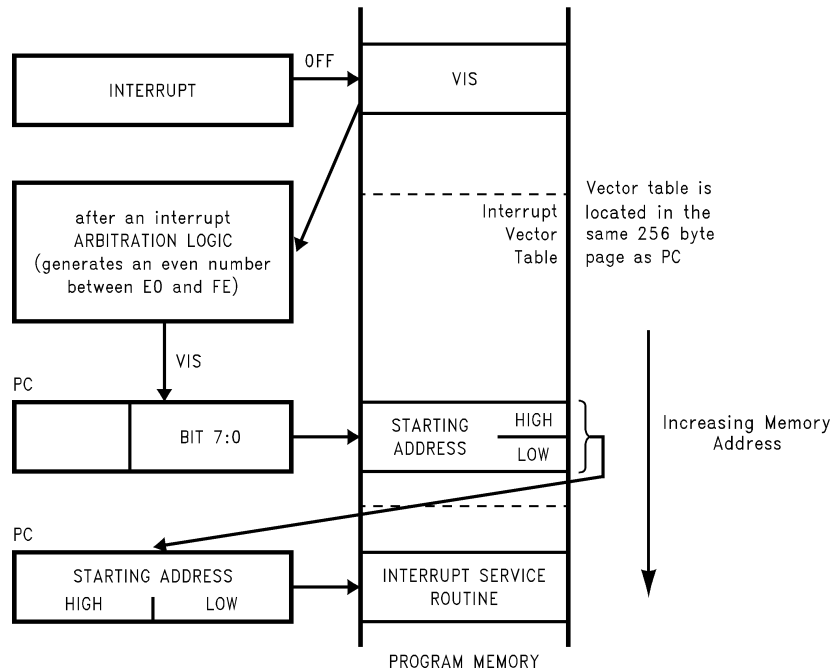 OFF
INTERRUPT
VIS
after an interrupt
ARBITRATION LOGIC
(generates an even number
between E0 and FE)
Interrupt
Vector
Table
Vector table is
located in the
same 256 byte
page as PC
VIS
PC
BIT 7:0
STARTING
ADDRESS
HIGH
LOW
Increasing Memory
Address
PC
STARTING ADDRESS
HIGH
LOW
INTERRUPT SERVICE
ROUTINE
PROGRAM MEMORY